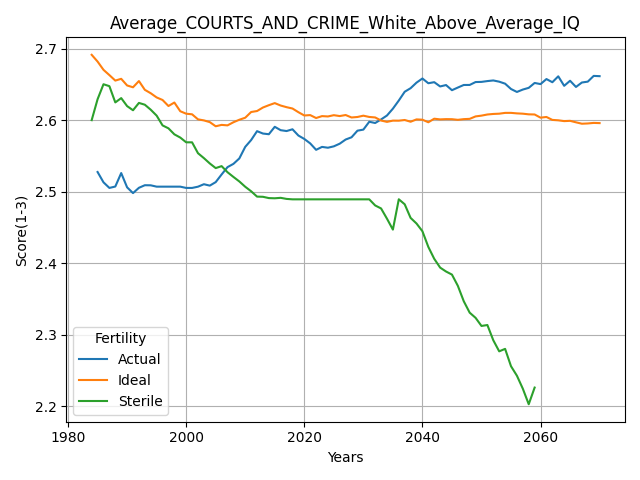 Average_COURTS_AND_CRIME_White_Above_Average_IQ
Score(1-3)
2.7
2.6
2.5
2.4
2.3
2.2
Fertility
Actual
Ideal
Sterile
1980 2000 2020 2040 2060
Years